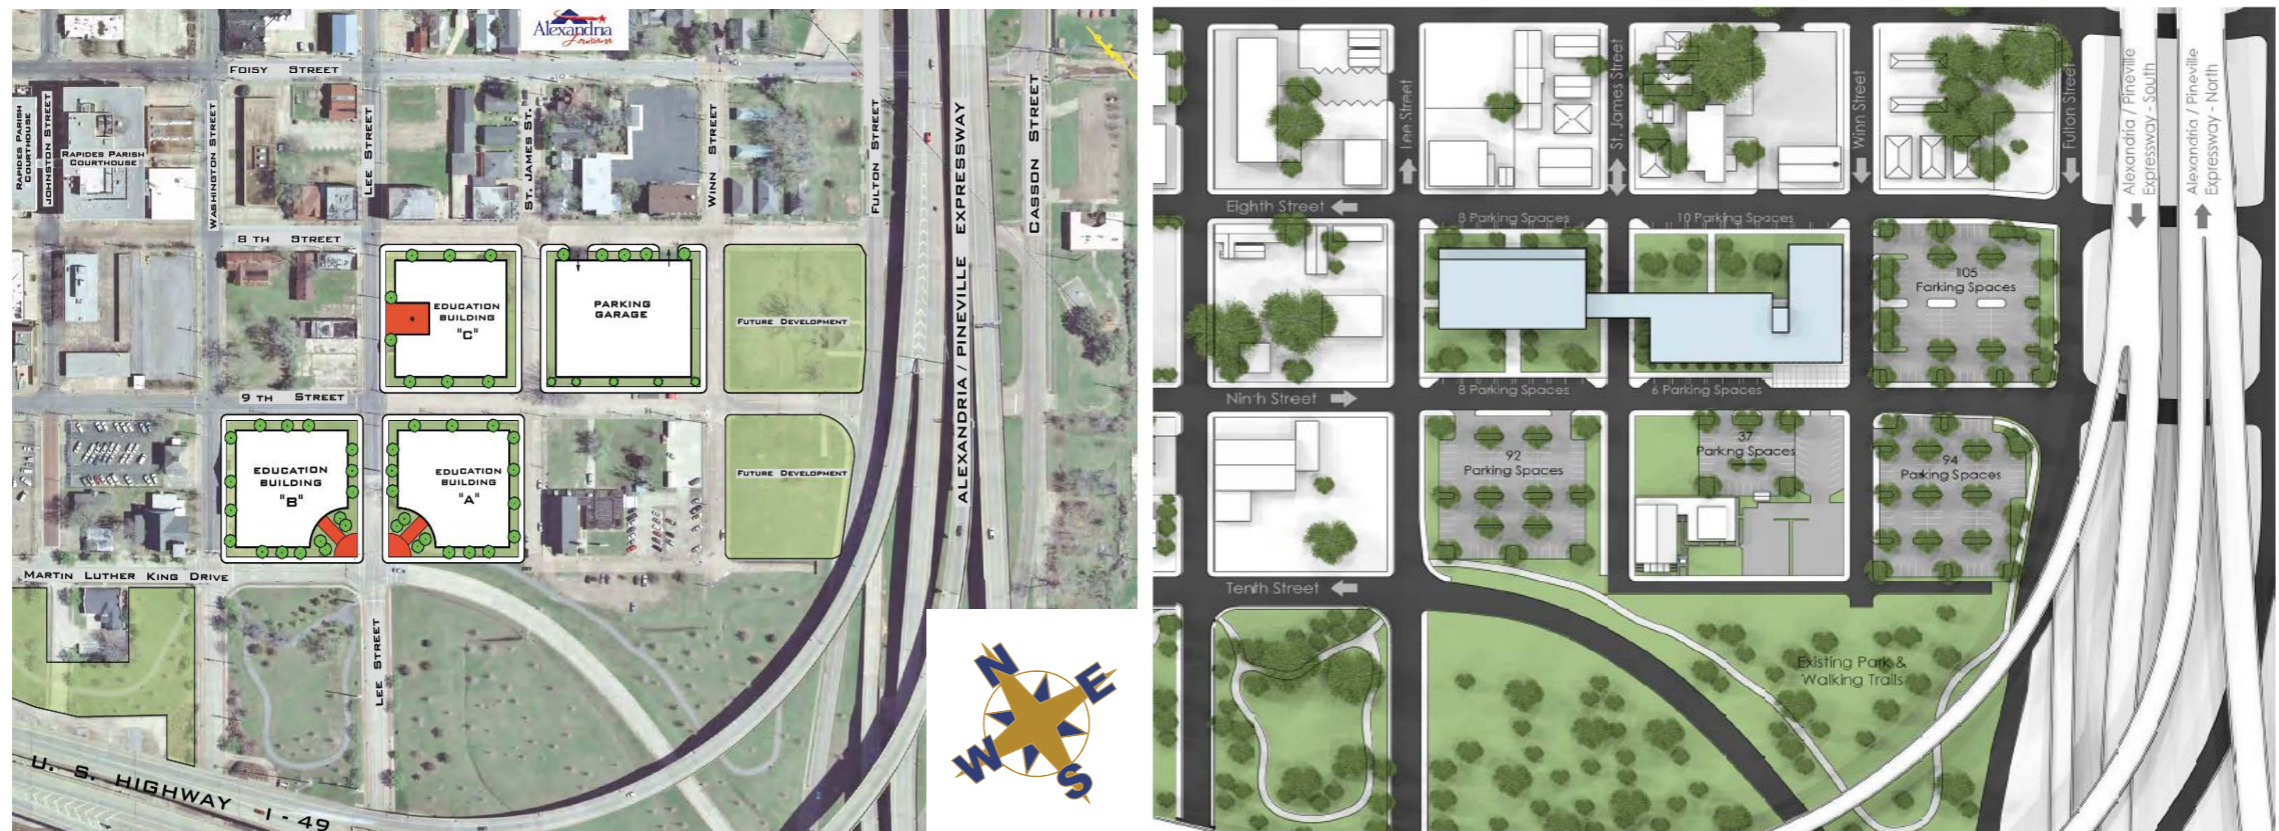 Alexandria
Louisiana
FOISY STREET
RAPIDES PARISH
COURTHOUSE
JOHNSTON STREET
RAPIDES PARISH
COURTHOUSE
WASHINGTON STREET
LEE STREET
ST. JAMES ST.
WINN STREET
FULTON STREET
ALEXANDRIA / PINEVILLE EXPRESSWAY
CASSON STREET
8 TH STREET
EDUCATION
BUILDING
"C"
PARKING
GARAGE
FUTURE DEVELOPMENT
9 TH STREET
EDUCATION
BUILDING
"B"
EDUCATION
BUILDING
"A"
FUTURE DEVELOPMENT
MARTIN LUTHER KING DRIVE
LEE STREET
U. S. HIGHWAY I - 49
N
E
W
S
Lee Street
St. James Street
Winn Street
Fulton Street
Alexandria / Pineville
Expressway - South
Alexandria / Pineville
Expressway - North
Eighth Street
8 Parking Spaces
10 Parking Spaces
105
Parking Spaces
8 Parking Spaces
6 Parking Spaces
Ninth Street
92
Parking Spaces
37
Parking Spaces
94
Parking Spaces
Tenth Street
Existing Park &
Walking Trails